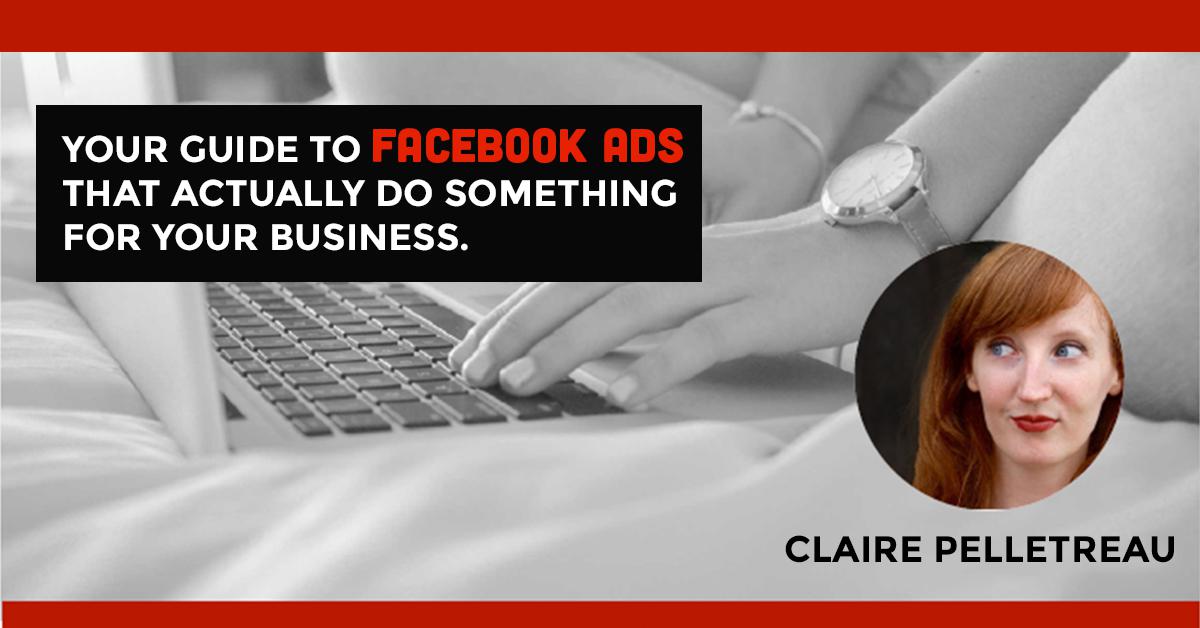 YOUR GUIDE TO FACEBOOK ADS
THAT ACTUALLY DO SOMETHING
FOR YOUR BUSINESS.
CLAIRE PELLETREAU